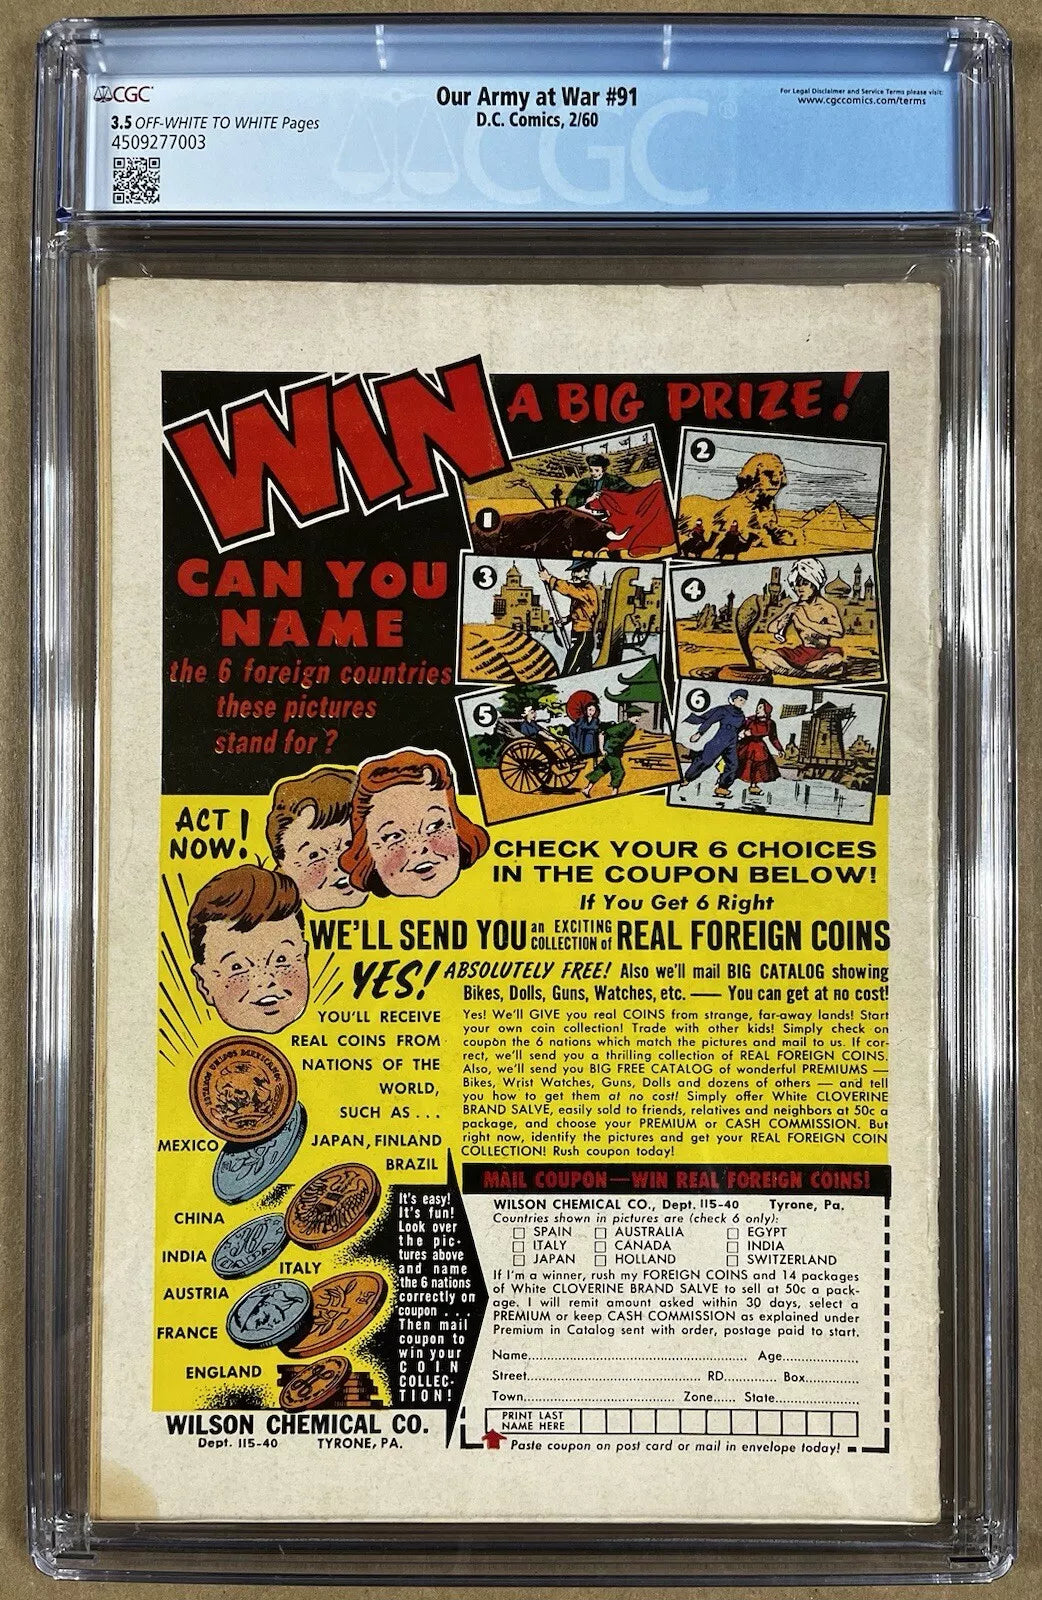 CGC
Our Army at War #91
D.C. Comics, 2/60
For Legal Disclaimer and Service Terms please visit:
www.cgccomics.com/terms
3.5 OFF-WHITE TO WHITE Pages
4509277003
CGC
WIN
A BIG PRIZE!
CAN YOU
NAME
the 6 foreign countries
these pictures
stand for?
1
2
3
4
5
6
ACT
NOW!
CHECK YOUR 6 CHOICES
IN THE COUPON BELOW!
If You Get 6 Right
WE'LL SEND YOU an EXCITING COLLECTION of REAL FOREIGN COINS
YES! ABSOLUTELY FREE! Also we'll mail BIG CATALOG showing
Bikes, Dolls, Guns, Watches, etc. — You can get at no cost!
YOU'LL RECEIVE
REAL COINS FROM
NATIONS OF THE
WORLD,
SUCH AS . . .
JAPAN, FINLAND
BRAZIL
MEXICO
CHINA
INDIA
ITALY
AUSTRIA
FRANCE
ENGLAND
ESTADOS UNIDOS MEXICANOS
Yes! We'll GIVE you real COINS from strange, far-away lands! Start
your own coin collection! Trade with other kids! Simply check on
coupon the 6 nations which match the pictures and mail to us. If cor-
rect, we'll send you a thrilling collection of REAL FOREIGN COINS.
Also, we'll send you BIG FREE CATALOG of wonderful PREMIUMS —
Bikes, Wrist Watches, Guns, Dolls and dozens of others — and tell
you how to get them at no cost! Simply offer White CLOVERINE
BRAND SALVE, easily sold to friends, relatives and neighbors at 50c a
package, and choose your PREMIUM or CASH COMMISSION. But
right now, identify the pictures and get your REAL FOREIGN COIN
COLLECTION! Rush coupon today!
It's easy!
It's fun!
Look over
the pic-
tures above
and name
the 6 nations
correctly on
coupon . . .
Then mail
coupon to
win your
COIN
COLLEC-
TION!
MAIL COUPON—WIN REAL FOREIGN COINS!
WILSON CHEMICAL CO., Dept. 115-40 Tyrone, Pa.
Countries shown in pictures are (check 6 only):
☐ SPAIN ☐ AUSTRALIA ☐ EGYPT
☐ ITALY ☐ CANADA ☐ INDIA
☐ JAPAN ☐ HOLLAND ☐ SWITZERLAND
If I'm a winner, rush my FOREIGN COINS and 14 packages
of White CLOVERINE BRAND SALVE to sell at 50c a pack-
age. I will remit amount asked within 30 days, select a
PREMIUM or keep CASH COMMISSION as explained under
Premium in Catalog sent with order, postage paid to start.
Name........ Age........
Street........ RD........ Box........
Town........ Zone...... State........
PRINT LAST
NAME HERE
Paste coupon on post card or mail in envelope today!
WILSON CHEMICAL CO.
Dept. 115-40 TYRONE, PA.